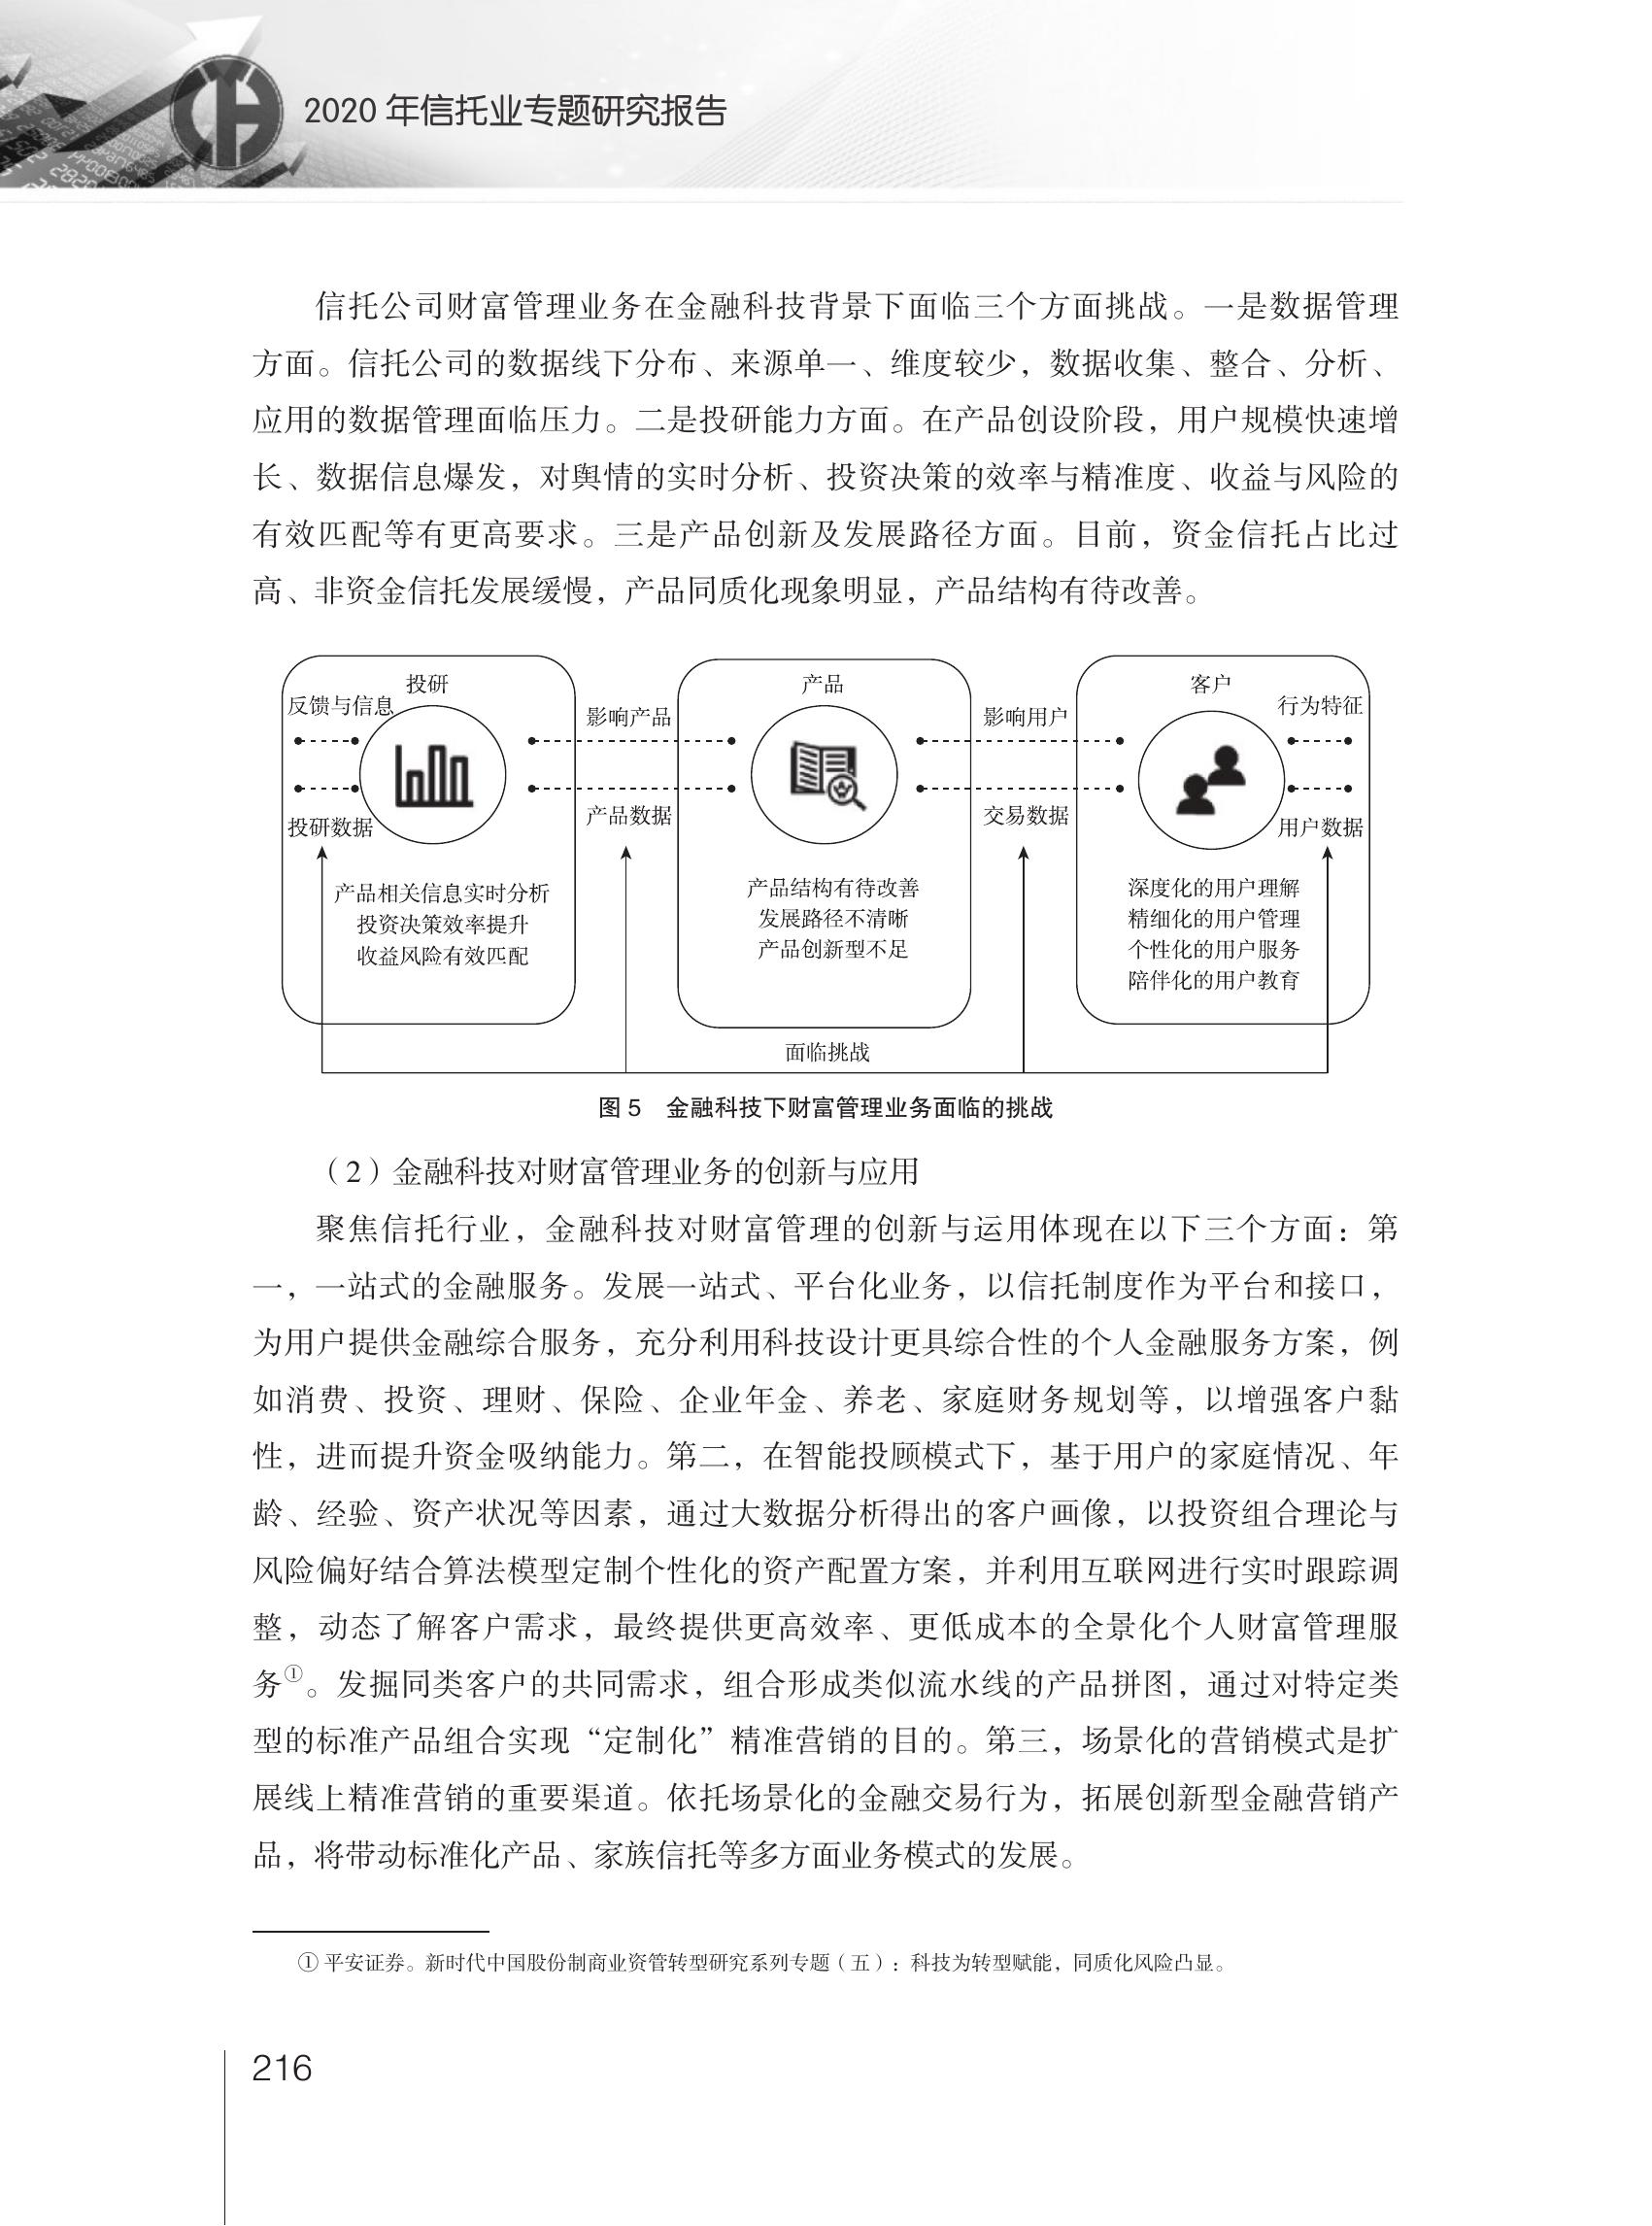 2020 年信托业专题研究报告
信托公司财富管理业务在金融科技背景下面临三个方面挑战。一是数据管理
方面。信托公司的数据线下分布、来源单一、维度较少，数据收集、整合、分析、
应用的数据管理面临压力。二是投研能力方面。在产品创设阶段，用户规模快速增
长、数据信息爆发，对舆情的实时分析、投资决策的效率与精准度、收益与风险的
有效匹配等有更高要求。三是产品创新及发展路径方面。目前，资金信托占比过
高、非资金信托发展缓慢，产品同质化现象明显，产品结构有待改善。
投研
反馈与信息
投研数据
产品相关信息实时分析
投资决策效率提升
收益风险有效匹配
影响产品
产品数据
产品
产品结构有待改善
发展路径不清晰
产品创新型不足
影响用户
交易数据
客户
行为特征
用户数据
深度化的用户理解
精细化的用户管理
个性化的用户服务
陪伴化的用户教育
面临挑战
图 5　金融科技下财富管理业务面临的挑战
（2）金融科技对财富管理业务的创新与应用
聚焦信托行业，金融科技对财富管理的创新与运用体现在以下三个方面：第
一，一站式的金融服务。发展一站式、平台化业务，以信托制度作为平台和接口，
为用户提供金融综合服务，充分利用科技设计更具综合性的个人金融服务方案，例
如消费、投资、理财、保险、企业年金、养老、家庭财务规划等，以增强客户黏
性，进而提升资金吸纳能力。第二，在智能投顾模式下，基于用户的家庭情况、年
龄、经验、资产状况等因素，通过大数据分析得出的客户画像，以投资组合理论与
风险偏好结合算法模型定制个性化的资产配置方案，并利用互联网进行实时跟踪调
整，动态了解客户需求，最终提供更高效率、更低成本的全景化个人财富管理服
务①。发掘同类客户的共同需求，组合形成类似流水线的产品拼图，通过对特定类
型的标准产品组合实现“定制化”精准营销的目的。第三，场景化的营销模式是扩
展线上精准营销的重要渠道。依托场景化的金融交易行为，拓展创新型金融营销产
品，将带动标准化产品、家族信托等多方面业务模式的发展。
① 平安证券。新时代中国股份制商业资管转型研究系列专题（五）：科技为转型赋能，同质化风险凸显。
216